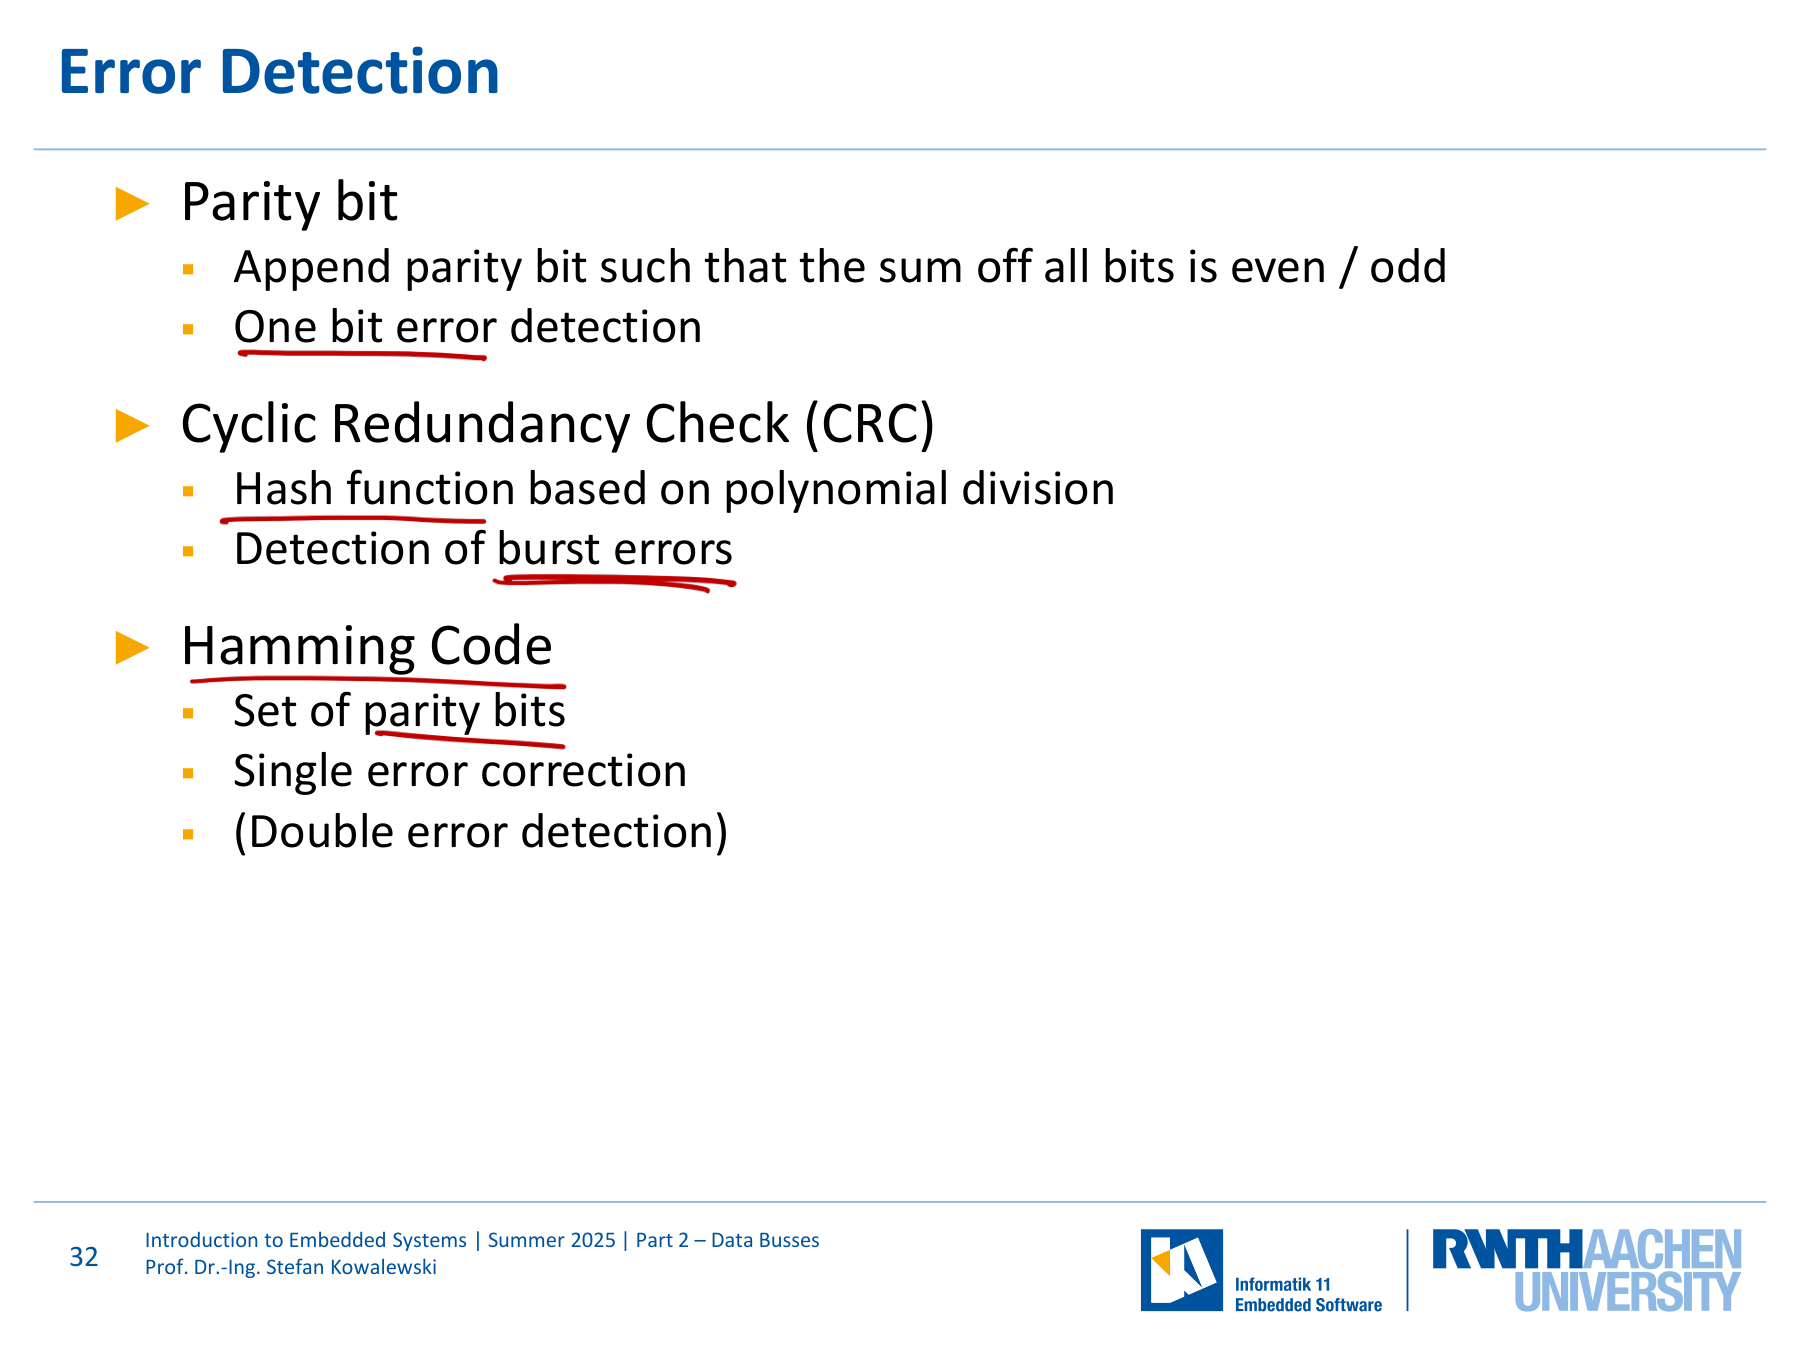 Error Detection
Parity bit
Append parity bit such that the sum off all bits is even / odd
One bit error detection
Cyclic Redundancy Check (CRC)
Hash function based on polynomial division
Detection of burst errors
Hamming Code
Set of parity bits
Single error correction
(Double error detection)
32
Introduction to Embedded Systems | Summer 2025 | Part 2 – Data Busses
Prof. Dr.-Ing. Stefan Kowalewski
Informatik 11
Embedded Software
RWTHAACHEN
UNIVERSITY